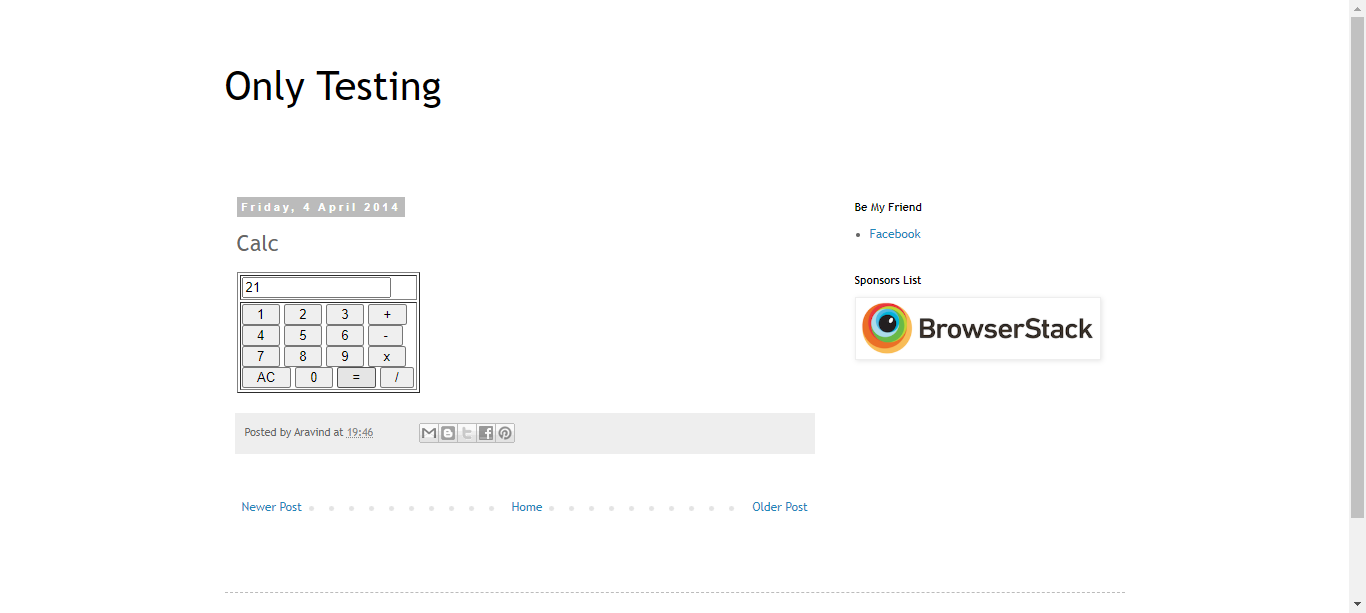 Only Testing
Friday, 4 April 2014
Calc
21
1 2 3 +
4 5 6 -
7 8 9 x
AC 0 = /
Posted by Aravind at 19:46
Newer Post Home Older Post
Be My Friend
Facebook
Sponsors List
BrowserStack